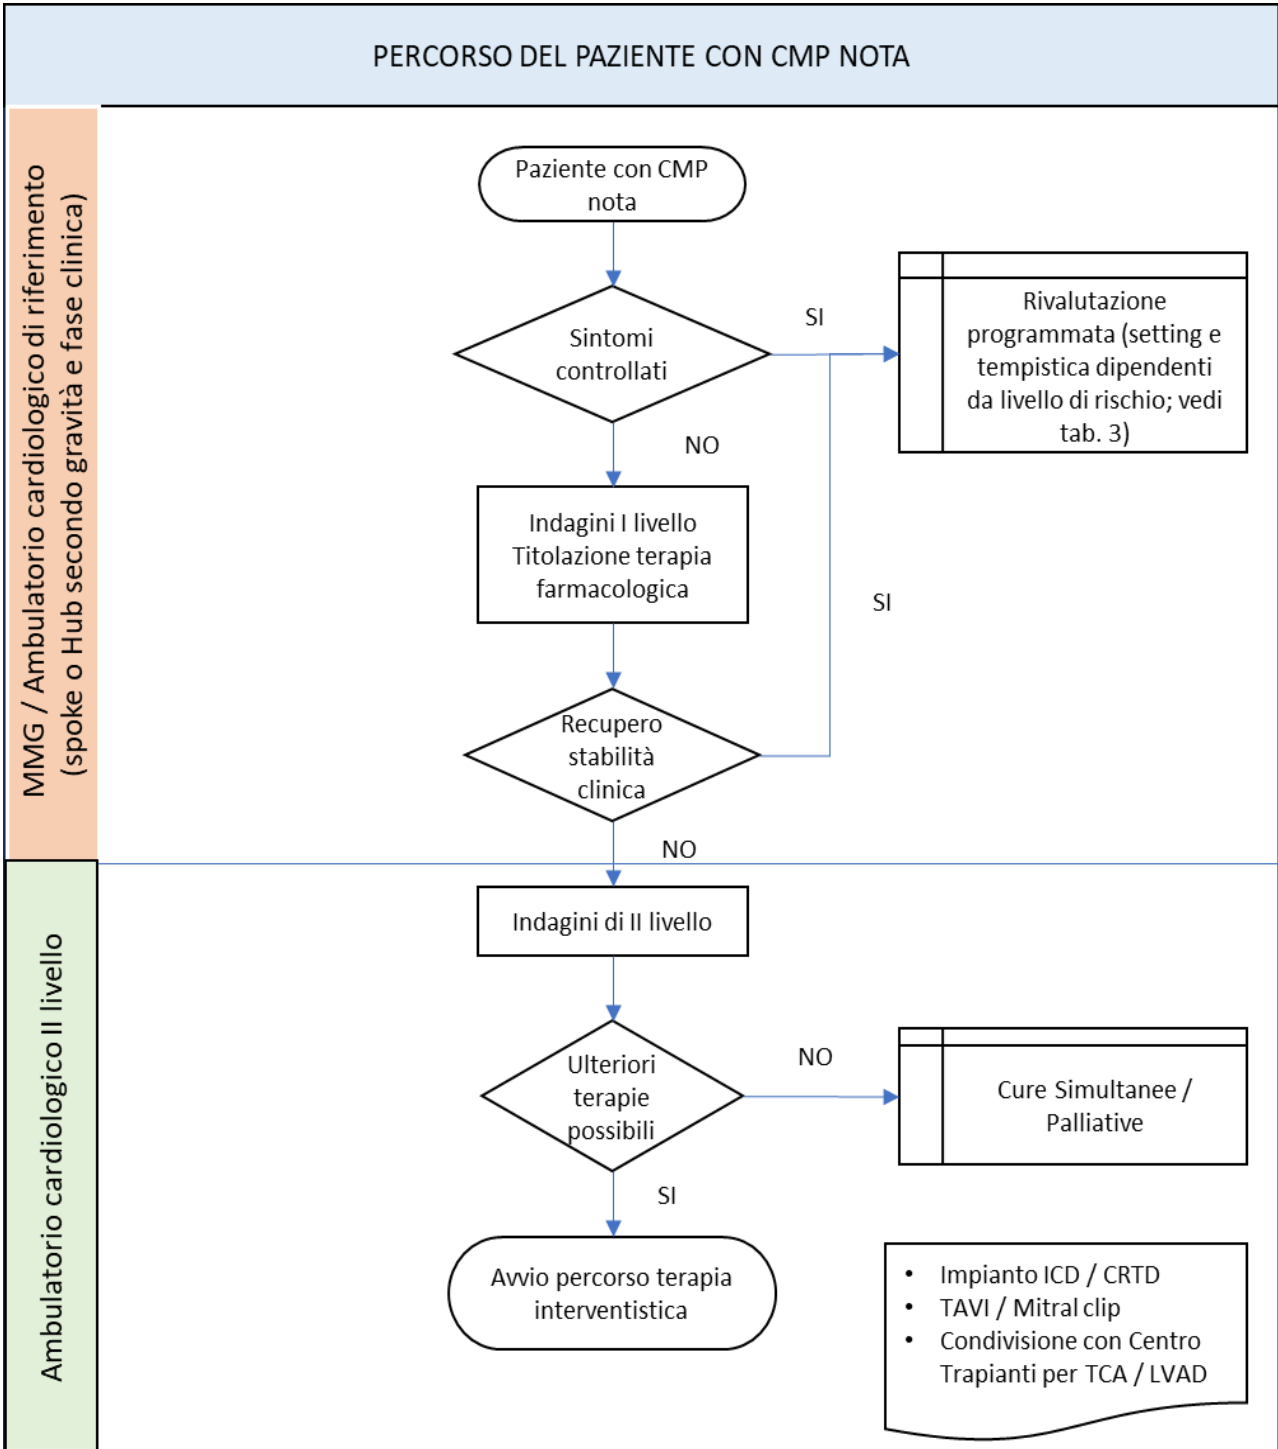 PERCORSO DEL PAZIENTE CON CMP NOTA
MMG / Ambulatorio cardiologico di riferimento
(spoke o Hub secondo gravità e fase clinica)
Paziente con CMP
nota
Sintomi
controllati
SI
Rivalutazione
programmata (setting e
tempistica dipendenti
da livello di rischio; vedi
tab. 3)
NO
Indagini I livello
Titolazione terapia
farmacologica
SI
Recupero
stabilità
clinica
NO
Ambulatorio cardiologico II livello
Indagini di II livello
Ulteriori
terapie
possibili
NO
Cure Simultanee /
Palliative
SI
Avvio percorso terapia
interventistica
• Impianto ICD / CRTD
• TAVI / Mitral clip
• Condivisione con Centro
Trapianti per TCA / LVAD